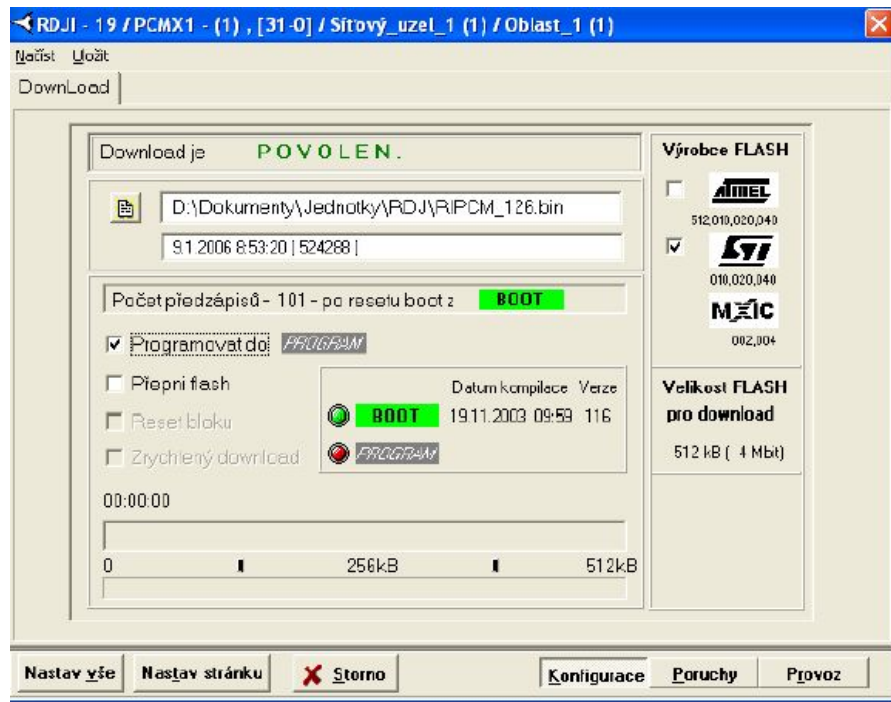 RDJI - 19 / PCMX1 - (1) , [31-0] / Síťový_uzel_1 (1) / Oblast_1 (1)
Načíst Uložit
DownLoad
Download je POVOLEN.
D:\Dokumenty\Jednotky\RDJ\RIPCM_126.bin
9.1.2006 8:53:20 | 524288 |
Počet předzápisů - 101 - po resetu boot z BOOT
Programovat do PROGRAM
Přepni flash
Reset bloku
Zrychlený download
Datum kompilace Verze
BOOT 19.11.2003 09:59 116
PROGRAM
00:00:00
0 256kB 512kB
Výrobce FLASH
ATMEL
512,010,020,040
ST
010,020,040
MXIC
002,004
Velikost FLASH
pro download
512 kB ( 4 Mbit)
Nastav vše Nastav stránku Storno Konfigurace Poruchy Provoz